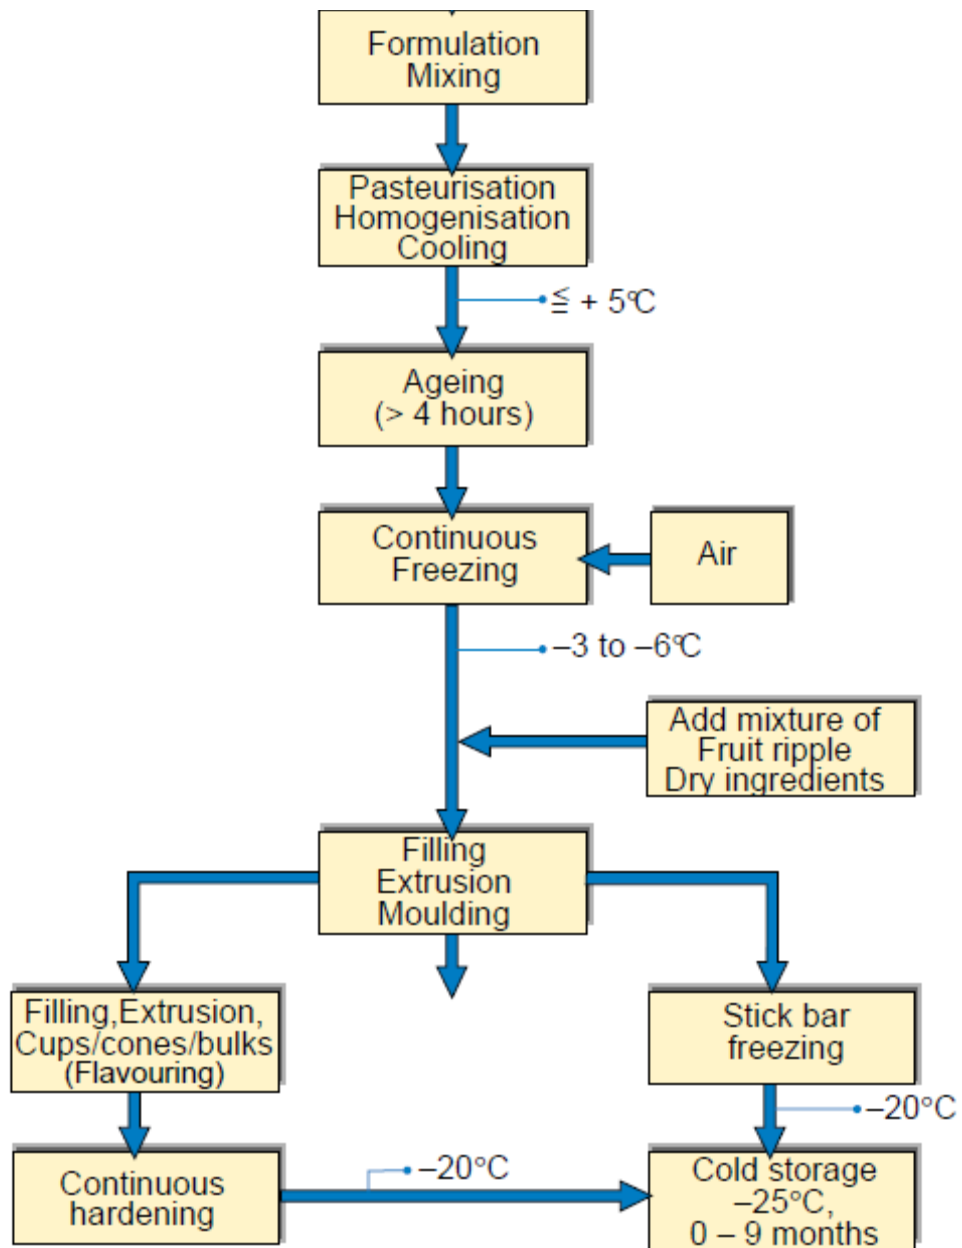 Formulation
Mixing
Pasteurisation
Homogenisation
Cooling
≦ + 5°C
Ageing
(> 4 hours)
Continuous
Freezing
Air
–3 to –6°C
Add mixture of
Fruit ripple
Dry ingredients
Filling
Extrusion
Moulding
Filling,Extrusion,
Cups/cones/bulks
(Flavouring)
Stick bar
freezing
–20°C
Continuous
hardening
–20°C
Cold storage
–25°C,
0 – 9 months